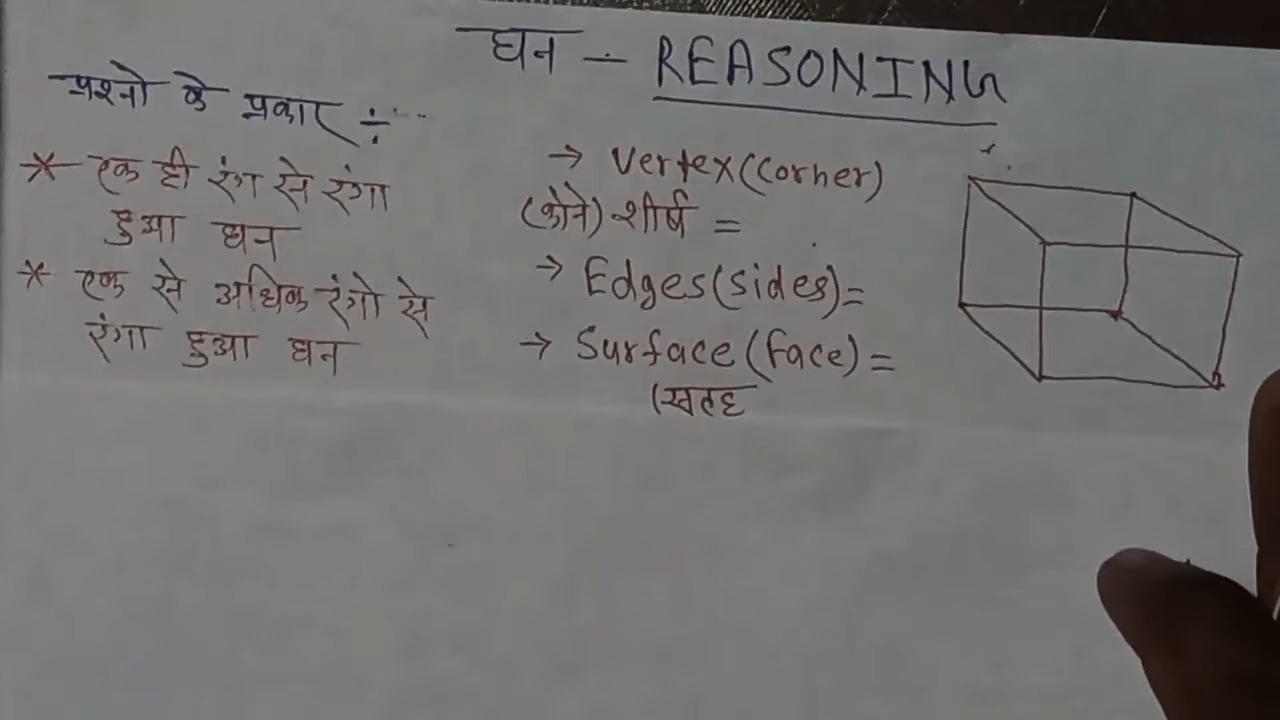 घन - REASONING
प्रश्नो के प्रकार ÷
* एक ही रंग से रंगा
हुआ घन
* एक से अधिक रंगो से
रंगा हुआ घन
→ Vertex(Corner)
(कोने) शीर्ष =
→ Edges(sides)=
→ Surface(face)=
(सतह